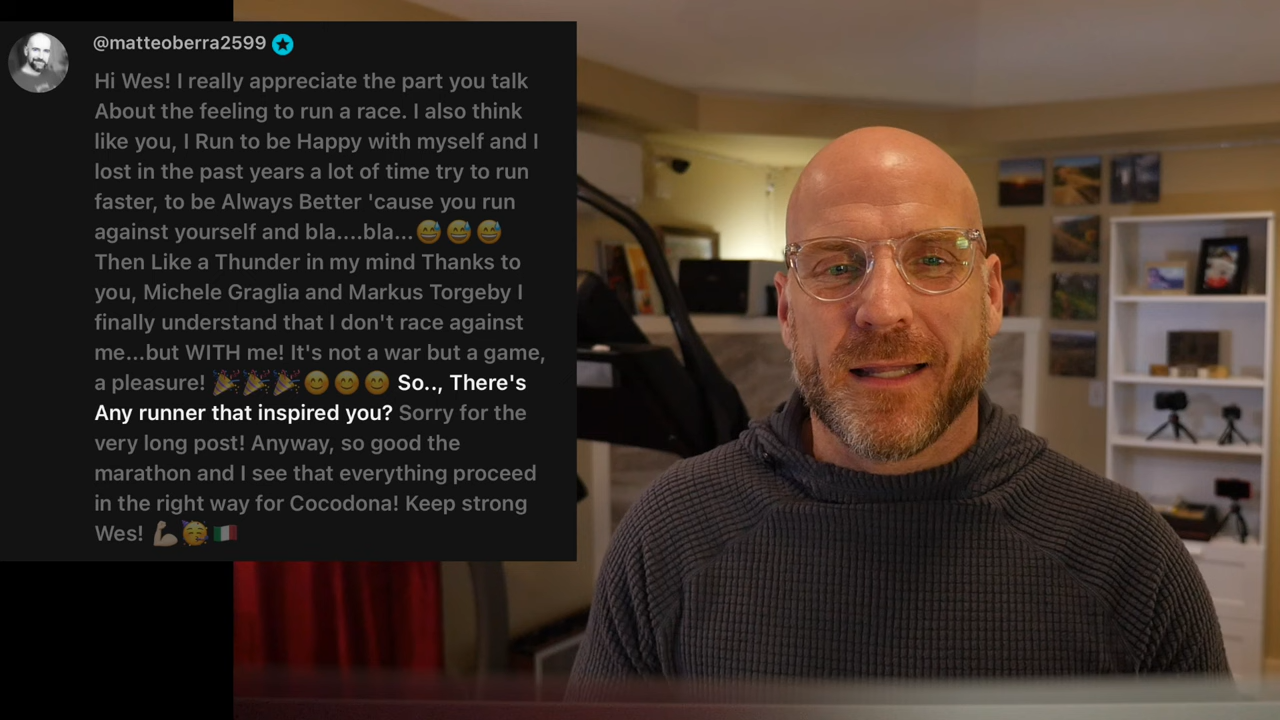 @matteoberra2599
Hi Wes! I really appreciate the part you talk
About the feeling to run a race. I also think
like you, I Run to be Happy with myself and I
lost in the past years a lot of time try to run
faster, to be Always Better 'cause you run
against yourself and bla....bla...😅😅😅
Then Like a Thunder in my mind Thanks to
you, Michele Graglia and Markus Torgeby I
finally understand that I don't race against
me...but WITH me! It's not a war but a game,
a pleasure! 🎉🎉🎉😊😊😊 So.., There's
Any runner that inspired you? Sorry for the
very long post! Anyway, so good the
marathon and I see that everything proceed
in the right way for Cocodona! Keep strong
Wes! 💪🏻🥳🇮🇹